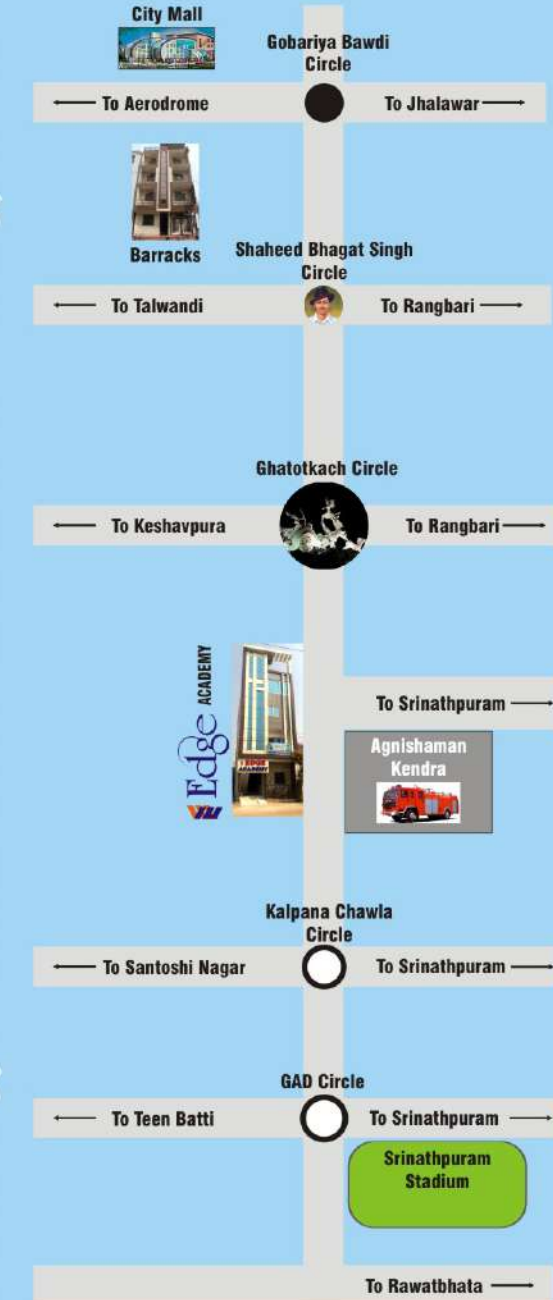 City Mall
Gobariya Bawdi
Circle
To Aerodrome
To Jhalawar
Barracks
Shaheed Bhagat Singh
Circle
To Talwandi
To Rangbari
Ghatotkach Circle
To Keshavpura
To Rangbari
Edge ACADEMY
EDGE
ACADEMY
To Srinathpuram
Agnishaman
Kendra
Kalpana Chawla
Circle
To Santoshi Nagar
To Srinathpuram
GAD Circle
To Teen Batti
To Srinathpuram
Srinathpuram
Stadium
To Rawatbhata